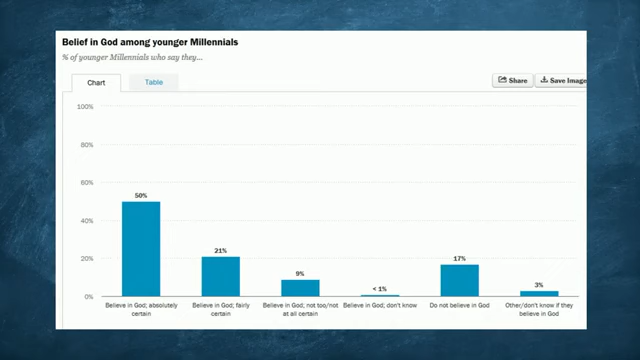 Belief in God among younger Millennials
% of younger Millennials who say they...
Chart
Table
Share
Save Image
100%
80%
60%
40%
20%
0%
50%
21%
9%
< 1%
17%
3%
Believe in God; absolutely
certain
Believe in God; fairly
certain
Believe in God; not too/not
at all certain
Believe in God; don't know
Do not believe in God
Other/don't know if they
believe in God